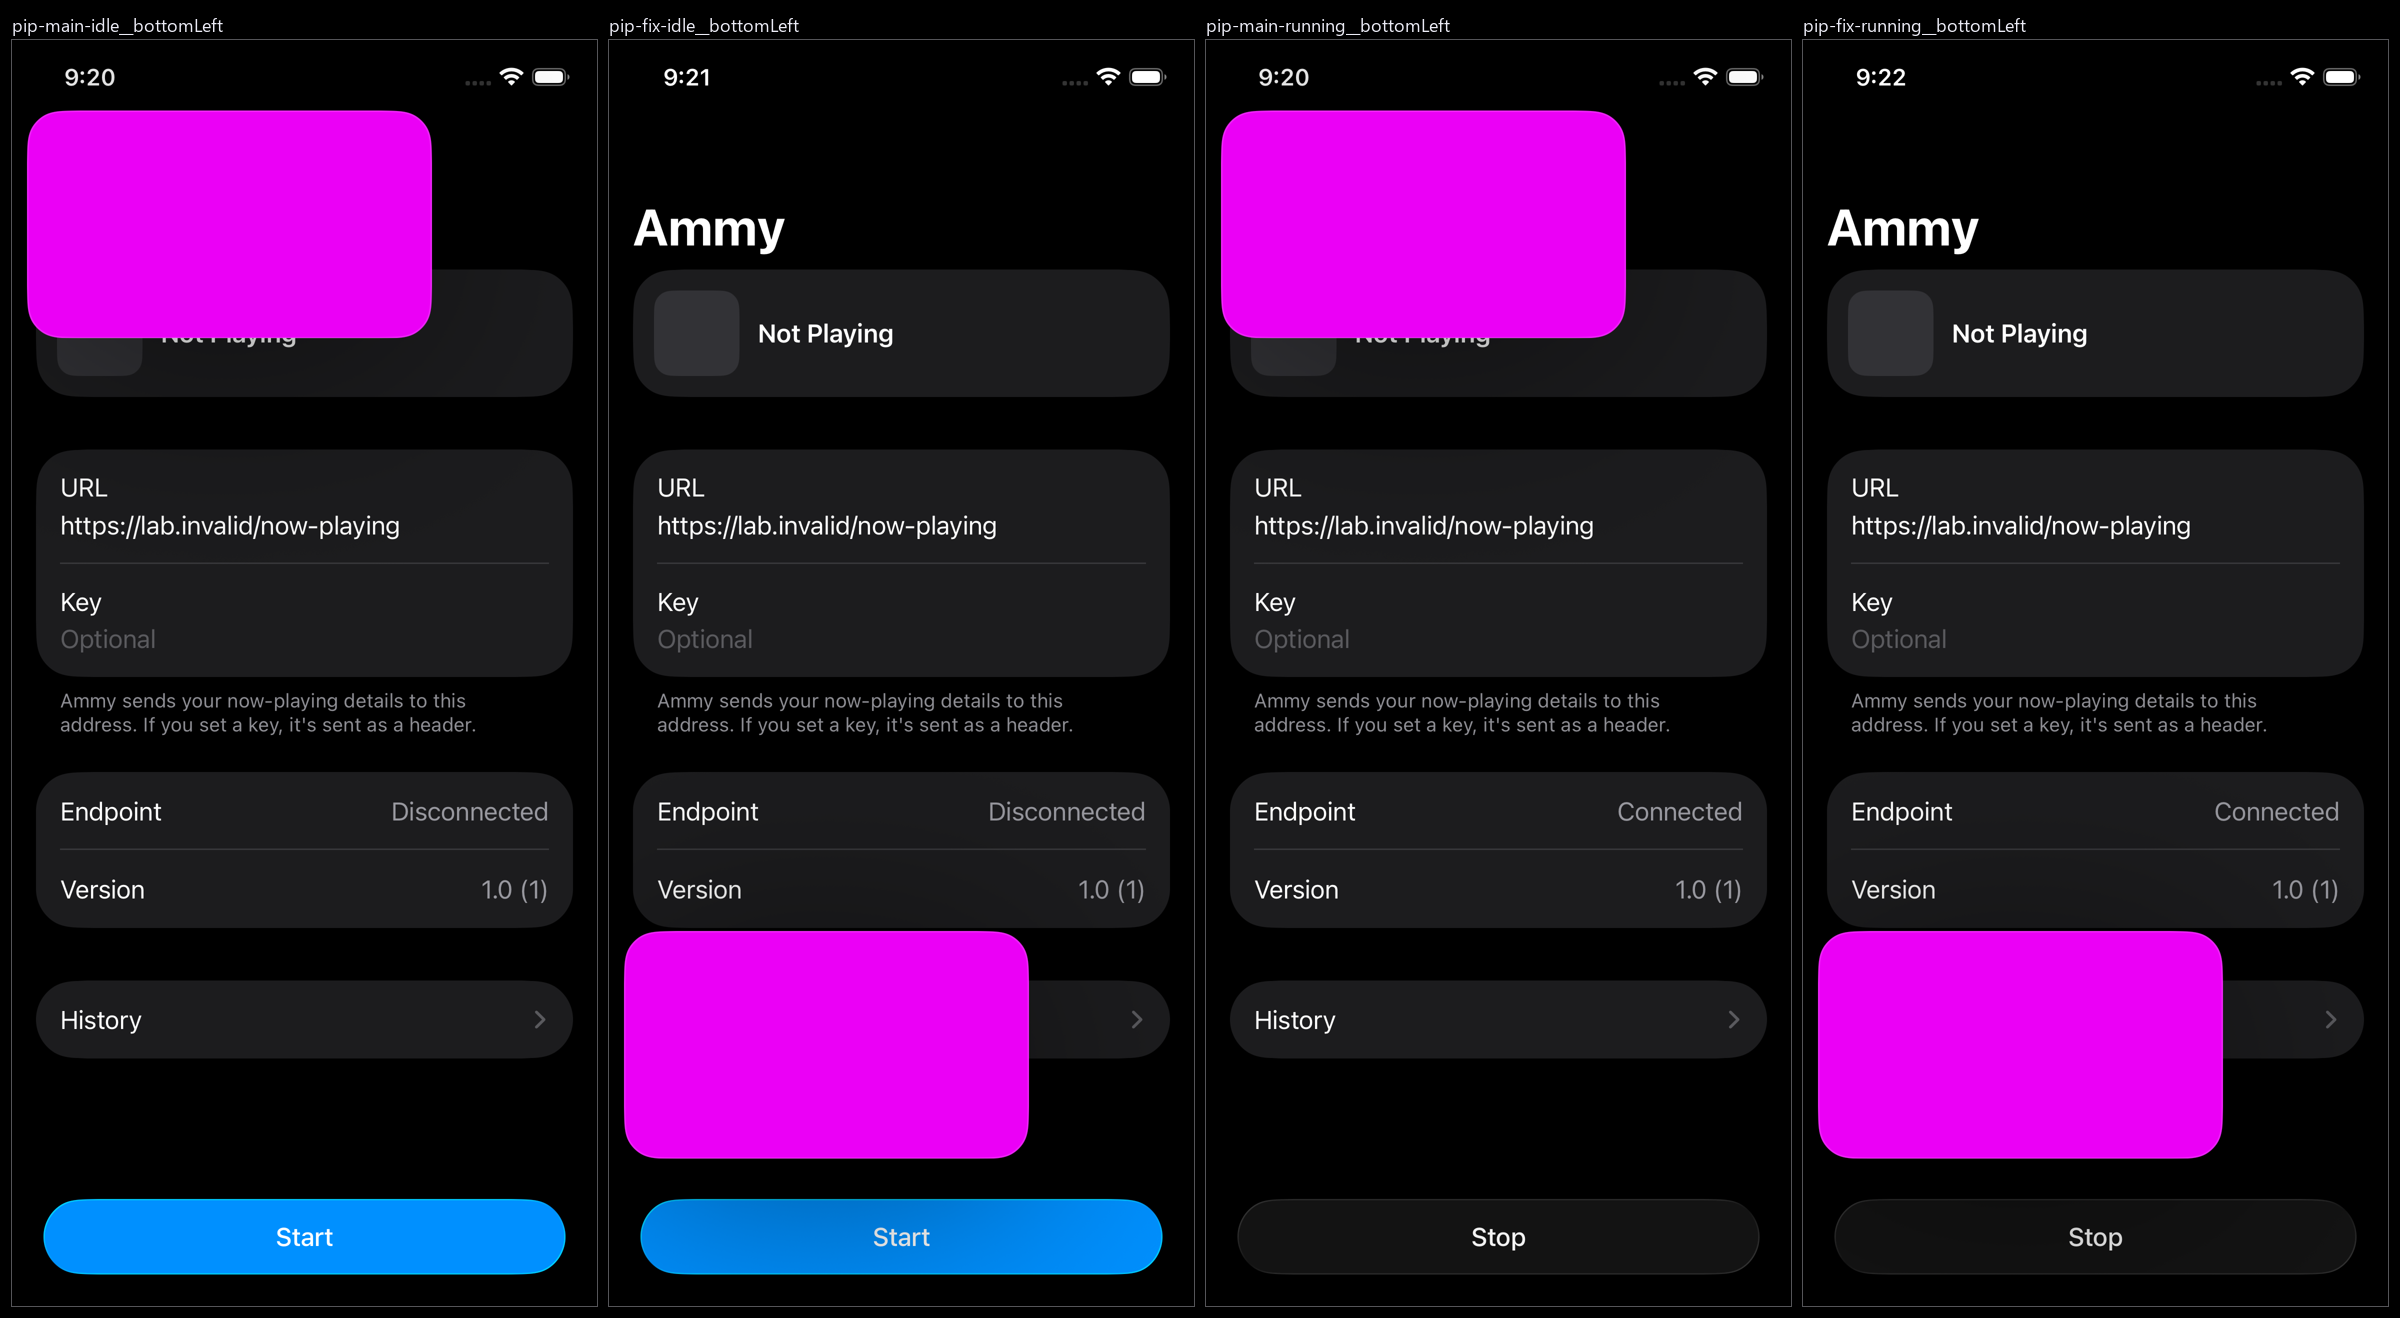 pip-main-idle__bottomLeft
9:20
Not Playing
URL
https://lab.invalid/now-playing
Key
Optional
Ammy sends your now-playing details to this
address. If you set a key, it's sent as a header.
Endpoint Disconnected
Version 1.0 (1)
History
Start
pip-fix-idle__bottomLeft
9:21
Ammy
Not Playing
URL
https://lab.invalid/now-playing
Key
Optional
Ammy sends your now-playing details to this
address. If you set a key, it's sent as a header.
Endpoint Disconnected
Version 1.0 (1)
Start
pip-main-running__bottomLeft
9:20
Not Playing
URL
https://lab.invalid/now-playing
Key
Optional
Ammy sends your now-playing details to this
address. If you set a key, it's sent as a header.
Endpoint Connected
Version 1.0 (1)
History
Stop
pip-fix-running__bottomLeft
9:22
Ammy
Not Playing
URL
https://lab.invalid/now-playing
Key
Optional
Ammy sends your now-playing details to this
address. If you set a key, it's sent as a header.
Endpoint Connected
Version 1.0 (1)
Stop